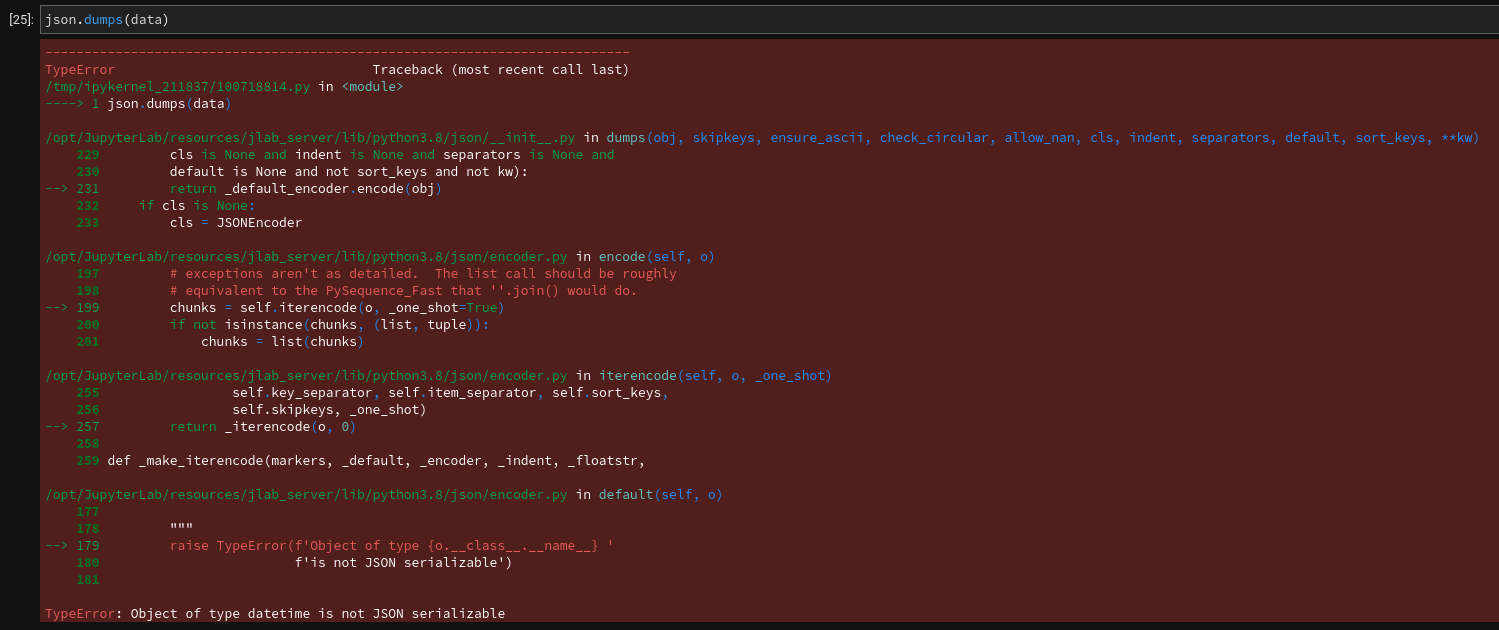 [25]: json.dumps(data)
---------------------------------------------------------------------------
TypeError                                 Traceback (most recent call last)
/tmp/ipykernel_211837/100718814.py in <module>
----> 1 json.dumps(data)

/opt/JupyterLab/resources/jlab_server/lib/python3.8/json/__init__.py in dumps(obj, skipkeys, ensure_ascii, check_circular, allow_nan, cls, indent, separators, default, sort_keys, **kw)
    229         cls is None and indent is None and separators is None and
    230         default is None and not sort_keys and not kw):
--> 231         return _default_encoder.encode(obj)
    232     if cls is None:
    233         cls = JSONEncoder

/opt/JupyterLab/resources/jlab_server/lib/python3.8/json/encoder.py in encode(self, o)
    197         # exceptions aren't as detailed.  The list call should be roughly
    198         # equivalent to the PySequence_Fast that ''.join() would do.
--> 199         chunks = self.iterencode(o, _one_shot=True)
    200         if not isinstance(chunks, (list, tuple)):
    201             chunks = list(chunks)

/opt/JupyterLab/resources/jlab_server/lib/python3.8/json/encoder.py in iterencode(self, o, _one_shot)
    255                 self.key_separator, self.item_separator, self.sort_keys,
    256                 self.skipkeys, _one_shot)
--> 257         return _iterencode(o, 0)
    258
    259 def _make_iterencode(markers, _default, _encoder, _indent, _floatstr,

/opt/JupyterLab/resources/jlab_server/lib/python3.8/json/encoder.py in default(self, o)
    177
    178         """
--> 179         raise TypeError(f'Object of type {o.__class__.__name__} '
    180                         f'is not JSON serializable')
    181

TypeError: Object of type datetime is not JSON serializable